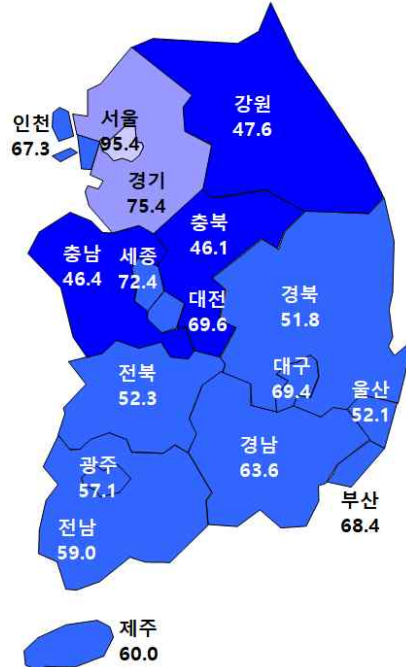 강원
47.6
인천
67.3
서울
95.4
경기
75.4
충북
46.1
충남
46.4
세종
72.4
대전
69.6
경북
51.8
대구
69.4
울산
52.1
전북
52.3
경남
63.6
광주
57.1
부산
68.4
전남
59.0
제주
60.0